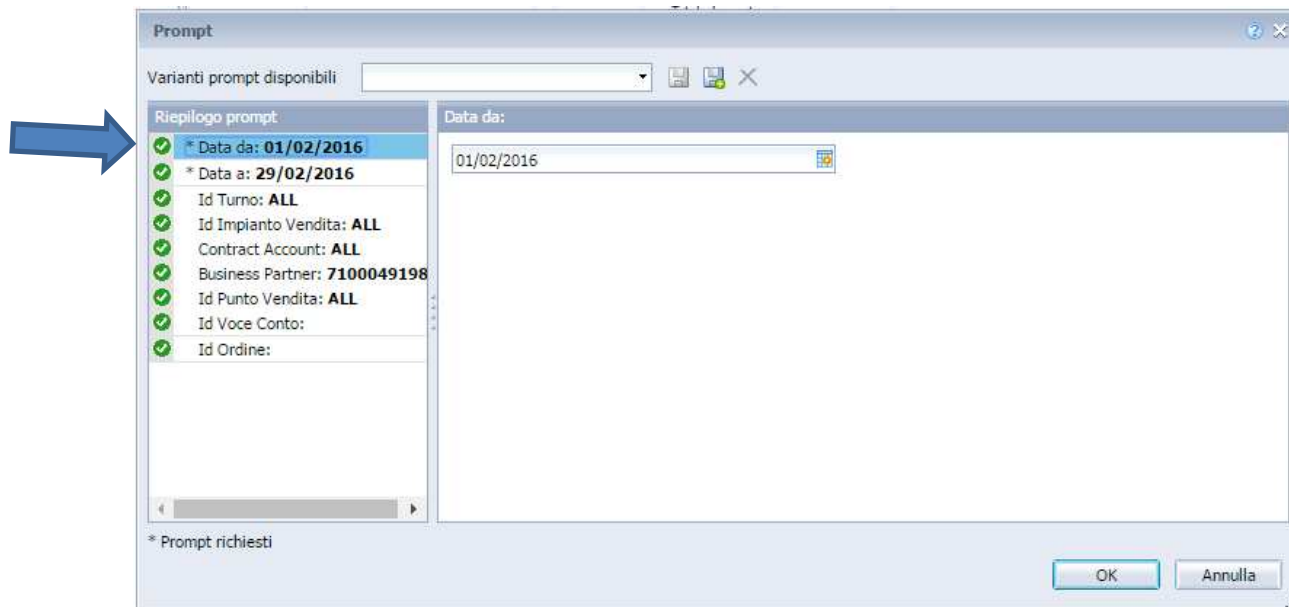 Prompt
Varianti prompt disponibili
Riepilogo prompt
* Data da: 01/02/2016
* Data a: 29/02/2016
Id Turno: ALL
Id Impianto Vendita: ALL
Contract Account: ALL
Business Partner: 7100049198
Id Punto Vendita: ALL
Id Voce Conto:
Id Ordine:
Data da:
01/02/2016
* Prompt richiesti
OK
Annulla